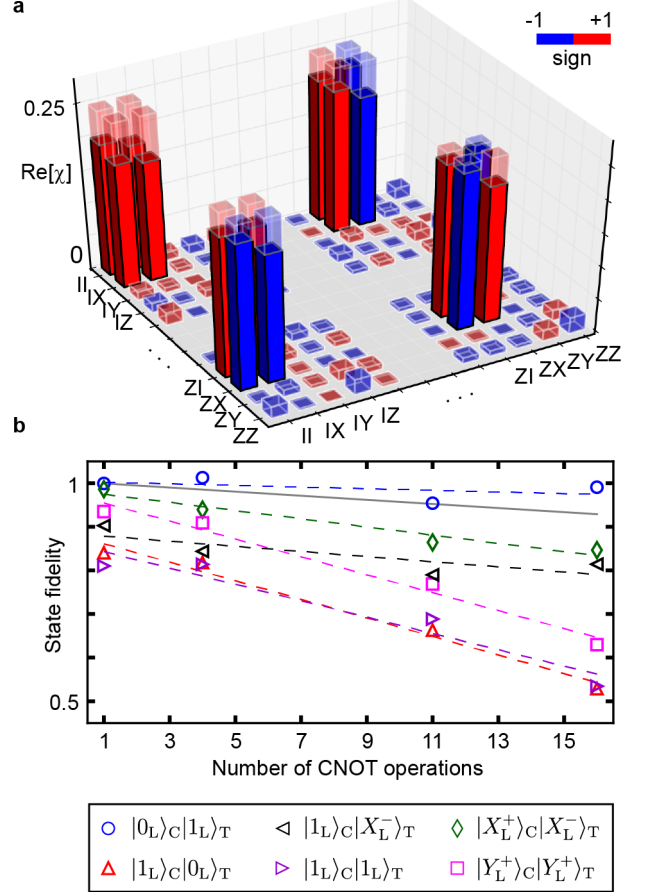 a
-1 +1
sign
0.25
Re[χ]
0
II
IX
IY
IZ
...
ZI
ZX
ZY
ZZ
II IX IY IZ ... ZI ZX ZY ZZ
b
1
State fidelity
0.5
1 3 5 7 9 11 13 15
Number of CNOT operations
|0_L⟩_C|1_L⟩_T |1_L⟩_C|X_L^-⟩_T |X_L^+⟩_C|X_L^-⟩_T
|1_L⟩_C|0_L⟩_T |1_L⟩_C|1_L⟩_T |Y_L^+⟩_C|Y_L^+⟩_T